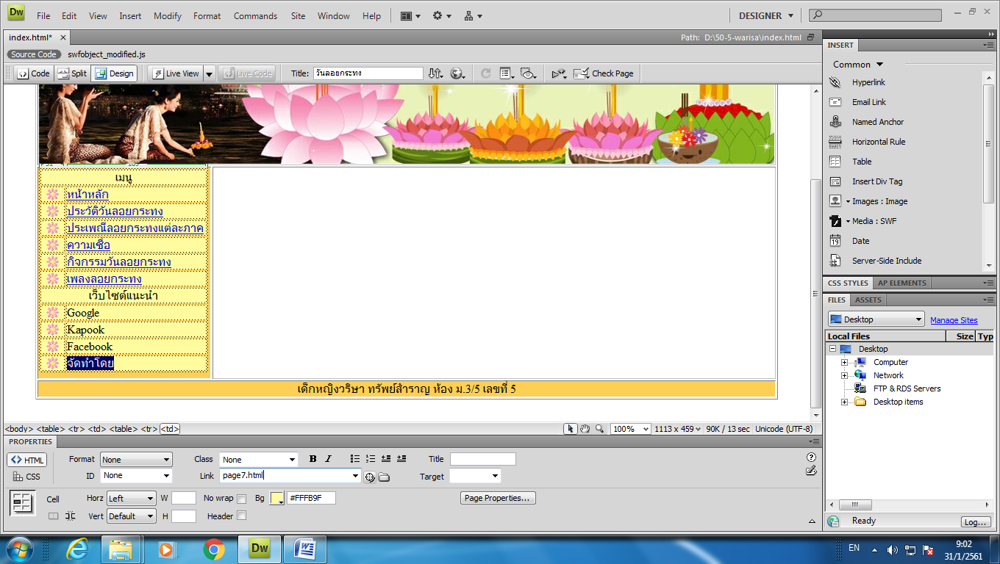 Dw File Edit View Insert Modify Format Commands Site Window Help DESIGNER
index.html* Path: D:\50-5-warisa\index.html
Source Code swfobject_modified.js
Code Split Design Live View Live Code Title: วันลอยกระทง Check Page
เมนู
หน้าหลัก
ประวัติวันลอยกระทง
ประเพณีลอยกระทงแต่ละภาค
ความเชื่อ
กิจกรรมวันลอยกระทง
เพลงลอยกระทง
เว็บไซต์แนะนำ
Google
Kapook
Facebook
จัดทำโดย
เด็กหญิงวริษา ทรัพย์สำราญ ห้อง ม.3/5 เลขที่ 5
<body> <table> <tr> <td> <table> <tr> <td> 100% 1113 x 459 90K / 13 sec Unicode (UTF-8)
PROPERTIES
HTML Format None Class None B I Title
CSS ID None Link page7.html Target
Cell Horz Left W No wrap Bg #FFFB9F Page Properties...
Vert Default H Header
INSERT
Common
Hyperlink
Email Link
Named Anchor
Horizontal Rule
Table
Insert Div Tag
Images : Image
Media : SWF
Date
Server-Side Include
CSS STYLES AP ELEMENTS
FILES ASSETS
Desktop Manage Sites
Local Files Size Typ
Desktop
Computer
Network
FTP & RDS Servers
Desktop items
Ready Log...
Dw EN 9:02
31/1/2561